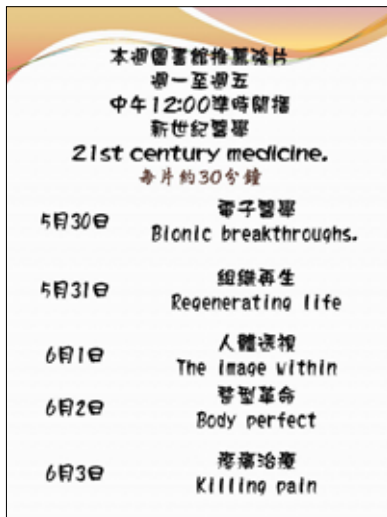 本週圖書館推薦強片
週一至週五
中午12:00準時開播
新世紀醫學
21st century medicine.
每片約30分鐘
5月30日
電子醫學
Bionic breakthroughs.
5月31日
組織再生
Regenerating life
6月1日
人體透視
The image within
6月2日
整型革命
Body perfect
6月3日
疼痛治療
Killing pain